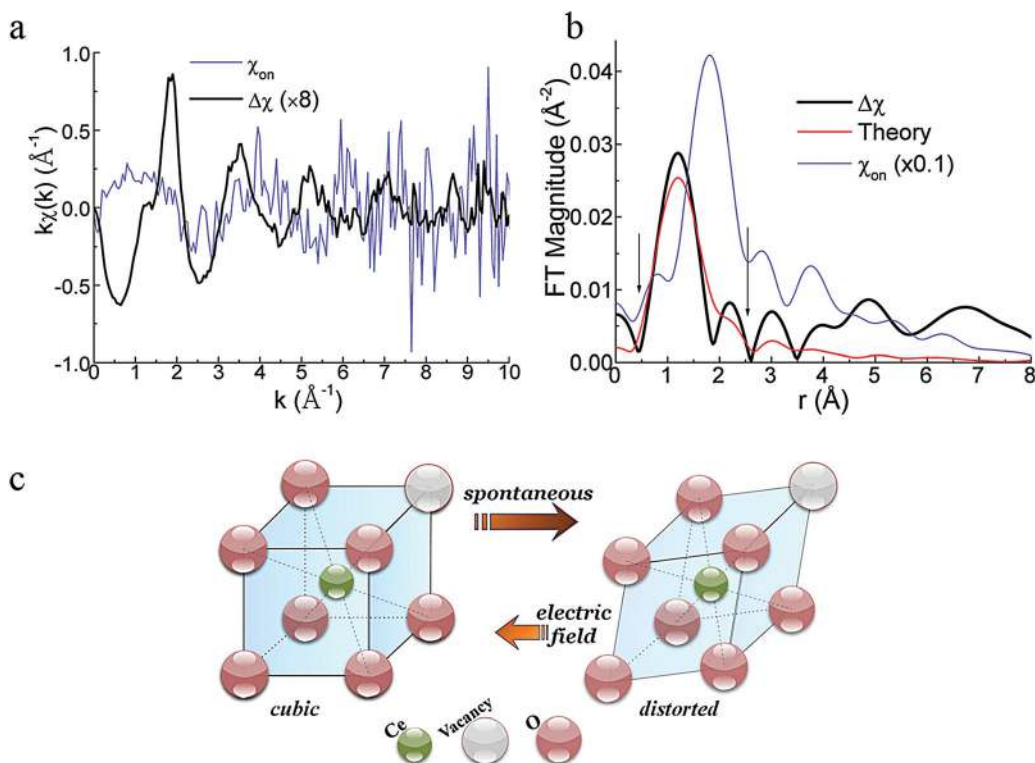 a
kχ(k) (Å⁻¹)
1.0
0.5
0.0
-0.5
-1.0
χon
Δχ (×8)
0 1 2 3 4 5 6 7 8 9 10
k (Å⁻¹)
b
FT Magnitude (Å⁻²)
0.04
0.03
0.02
0.01
0.00
Δχ
Theory
χon (x0.1)
0 1 2 3 4 5 6 7 8
r (Å)
c
spontaneous
electric
field
cubic
distorted
Ce
Vacancy
O